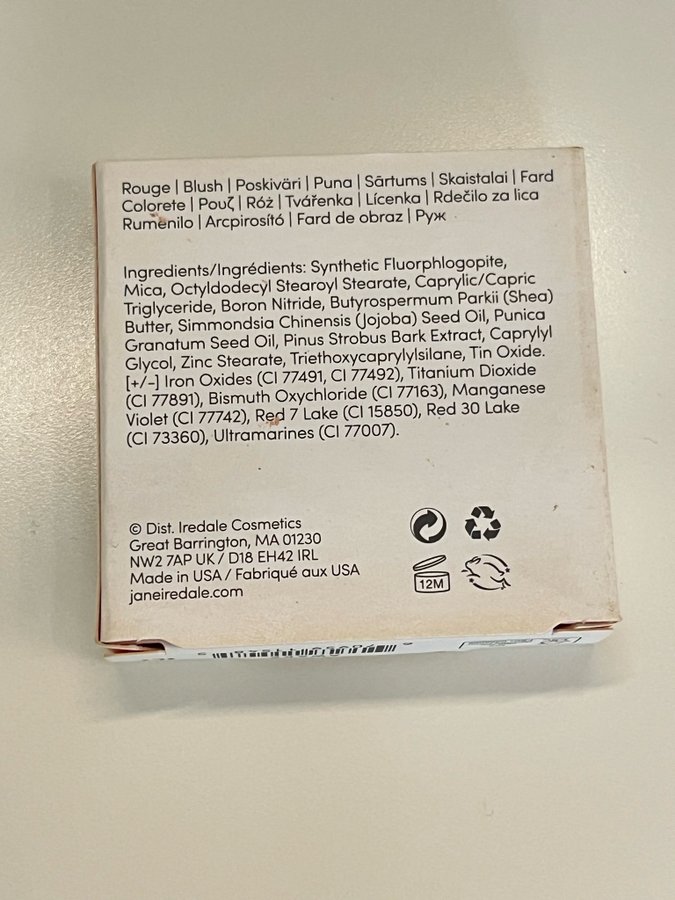 Rouge | Blush | Poskiväri | Puna | Sārtums | Skaistalai | Fard
Colorete | Ρουζ | Róż | Tvářenka | Lícenka | Rdečilo za lica
Rumenilo | Arcpirosító | Fard de obraz | Руж
Ingredients/Ingrédients: Synthetic Fluorphlogopite,
Mica, Octyldodecyl Stearoyl Stearate, Caprylic/Capric
Triglyceride, Boron Nitride, Butyrospermum Parkii (Shea)
Butter, Simmondsia Chinensis (Jojoba) Seed Oil, Punica
Granatum Seed Oil, Pinus Strobus Bark Extract, Caprylyl
Glycol, Zinc Stearate, Triethoxycaprylylsilane, Tin Oxide.
[+/-] Iron Oxides (CI 77491, CI 77492), Titanium Dioxide
(CI 77891), Bismuth Oxychloride (CI 77163), Manganese
Violet (CI 77742), Red 7 Lake (CI 15850), Red 30 Lake
(CI 73360), Ultramarines (CI 77007).
© Dist. Iredale Cosmetics
Great Barrington, MA 01230
NW2 7AP UK / D18 EH42 IRL
Made in USA / Fabriqué aux USA
janeiredale.com
12M